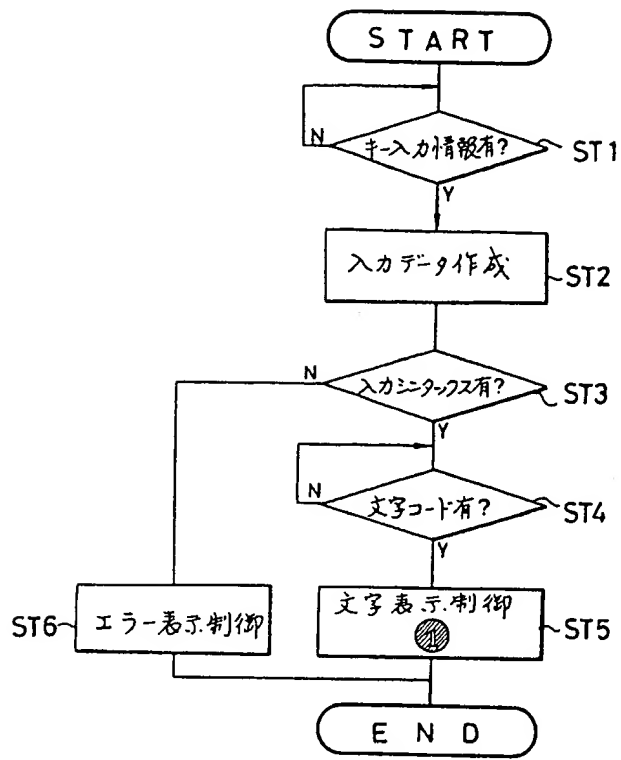 START
N
キー入力情報有?
ST1
Y
入力データ作成
ST2
N
入力シンタックス有?
ST3
Y
N
文字コード有?
ST4
Y
ST6
エラー表示制御
文字表示制御
1
ST5
END